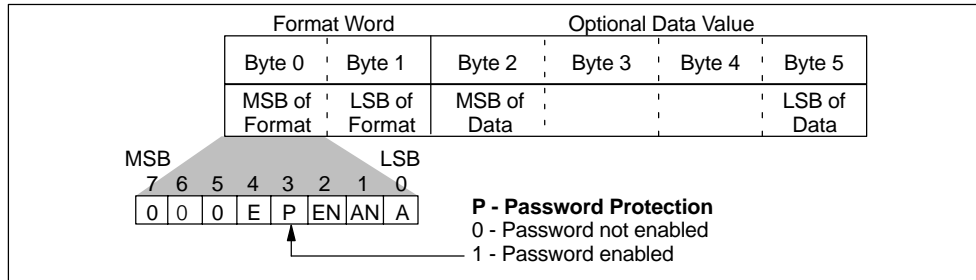 Format Word Optional Data Value
Byte 0 Byte 1 Byte 2 Byte 3 Byte 4 Byte 5
MSB of Format LSB of Format MSB of Data LSB of Data
MSB LSB
7 6 5 4 3 2 1 0
0 0 0 E P EN AN A
P - Password Protection
0 - Password not enabled
1 - Password enabled